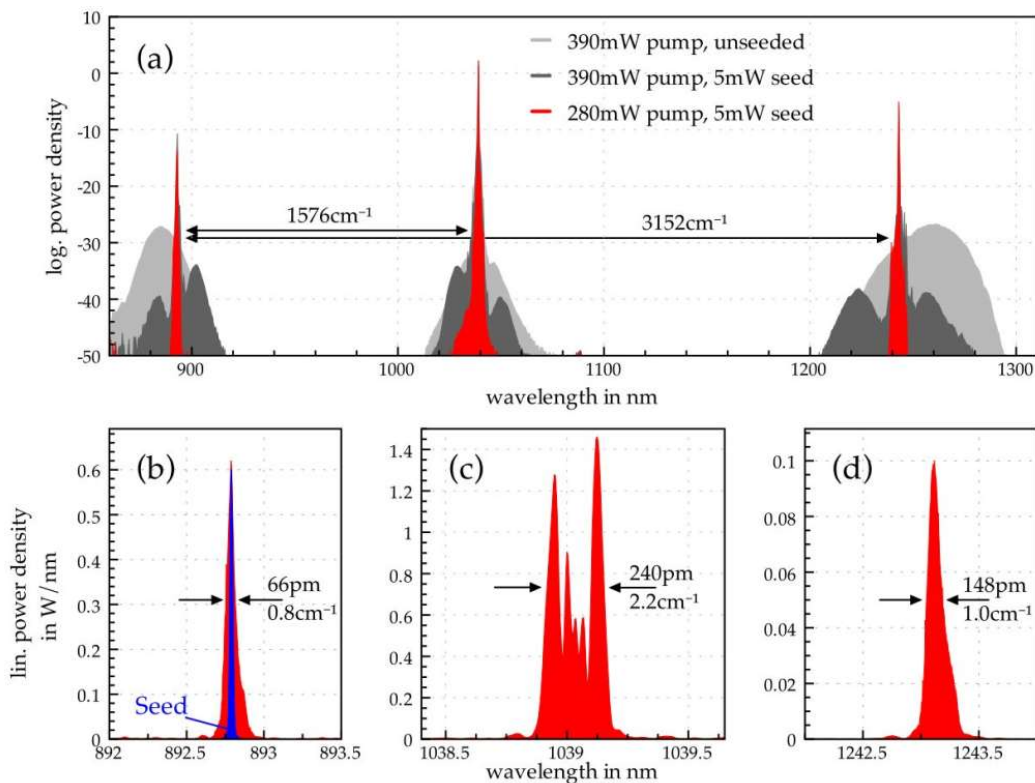 (a)
390mW pump, unseeded
390mW pump, 5mW seed
280mW pump, 5mW seed
10
0
-10
-20
-30
-40
-50
log. power density
1576cm⁻¹
3152cm⁻¹
900
1000
1100
1200
1300
wavelength in nm
(b)
0.6
0.5
0.4
0.3
0.2
0.1
0
lin. power density
in W/nm
66pm
0.8cm⁻¹
Seed
892
892.5
893
893.5
(c)
1.4
1.2
1
0.8
0.6
0.4
0.2
0
240pm
2.2cm⁻¹
1038.5
1039
1039.5
wavelength in nm
(d)
0.1
0.08
0.06
0.04
0.02
0
148pm
1.0cm⁻¹
1242.5
1243.5